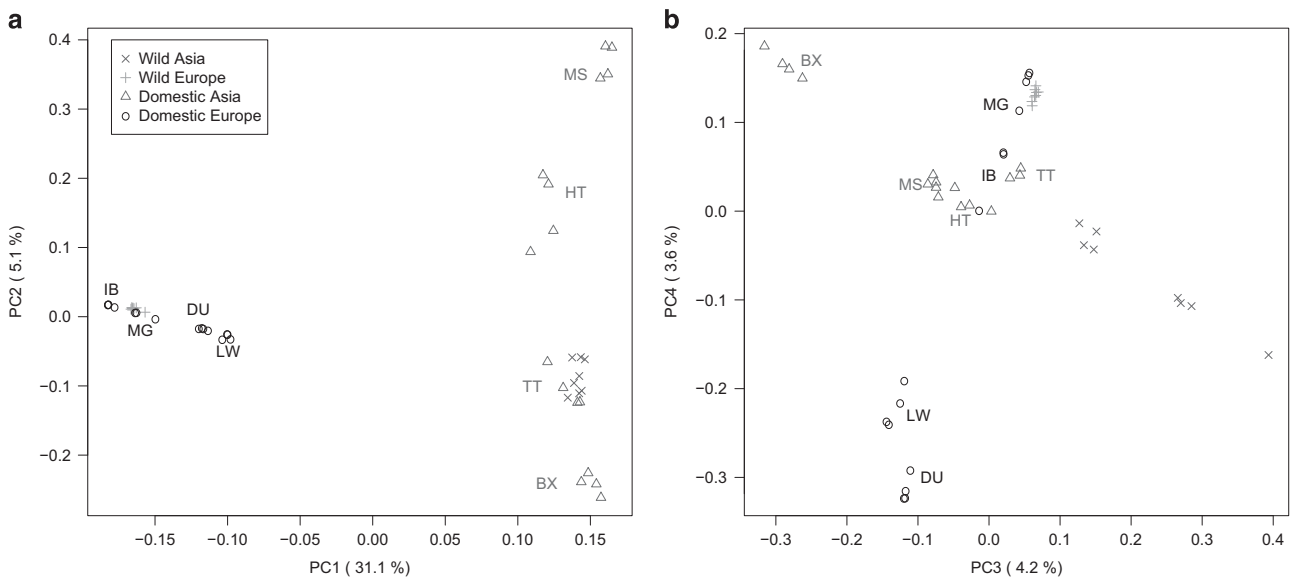 a
0.4
0.3
0.2
0.1
0.0
−0.1
−0.2
PC2 ( 5.1 %)
Wild Asia
Wild Europe
Domestic Asia
Domestic Europe
MS
HT
IB
MG
DU
LW
TT
BX
−0.15
−0.10
0.00
0.00
0.05
0.10
0.15
PC1 ( 31.1 %)
b
0.2
0.1
0.0
−0.1
−0.2
−0.3
PC4 ( 3.6 %)
BX
MG
MS
IB
TT
HT
LW
DU
−0.3
−0.2
−0.1
0.0
0.1
0.2
0.3
0.4
PC3 ( 4.2 %)